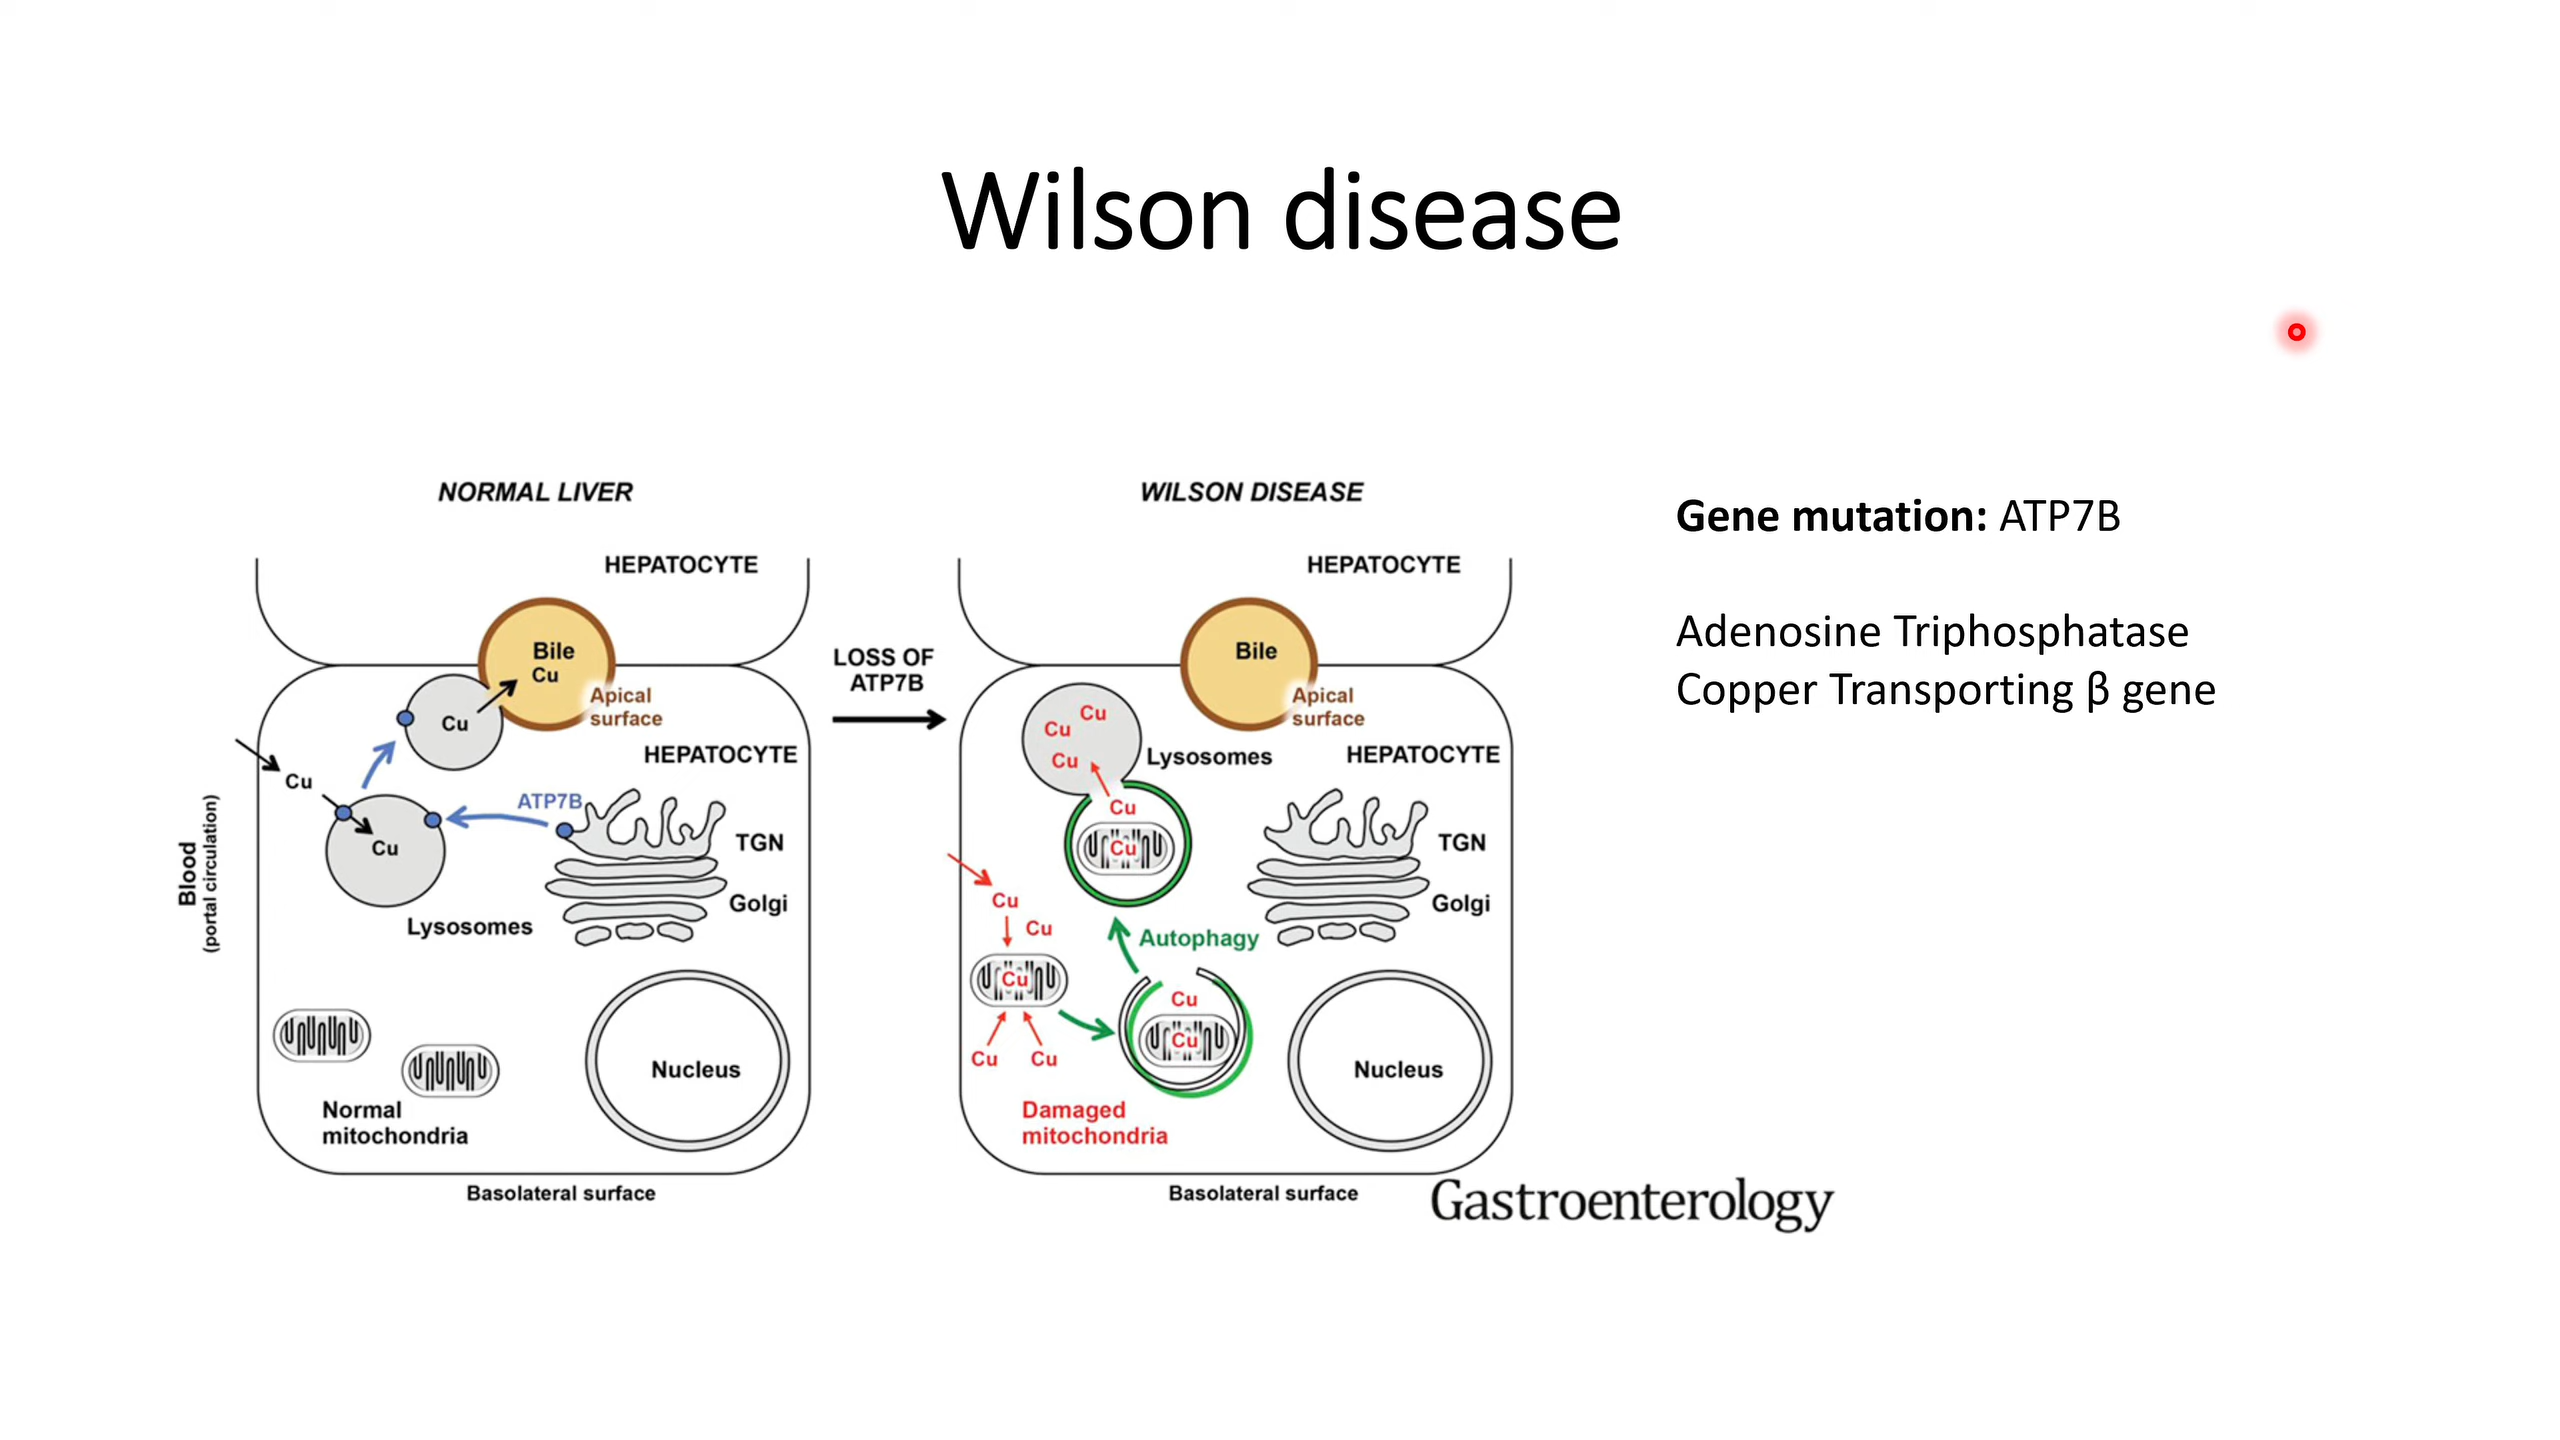 Wilson disease
NORMAL LIVER
HEPATOCYTE
Bile
Cu
Apical
surface
Cu
HEPATOCYTE
Cu
ATP7B
Cu
TGN
Golgi
Lysosomes
Blood
(portal circulation)
Nucleus
Normal
mitochondria
Basolateral surface
LOSS OF
ATP7B
WILSON DISEASE
HEPATOCYTE
Bile
Apical
surface
Cu
Cu
Cu
Lysosomes
HEPATOCYTE
Cu
Cu
TGN
Golgi
Cu
Cu
Autophagy
Cu
Cu
Cu
Cu
Cu
Nucleus
Damaged
mitochondria
Basolateral surface
Gastroenterology
Gene mutation: ATP7B
Adenosine Triphosphatase
Copper Transporting β gene